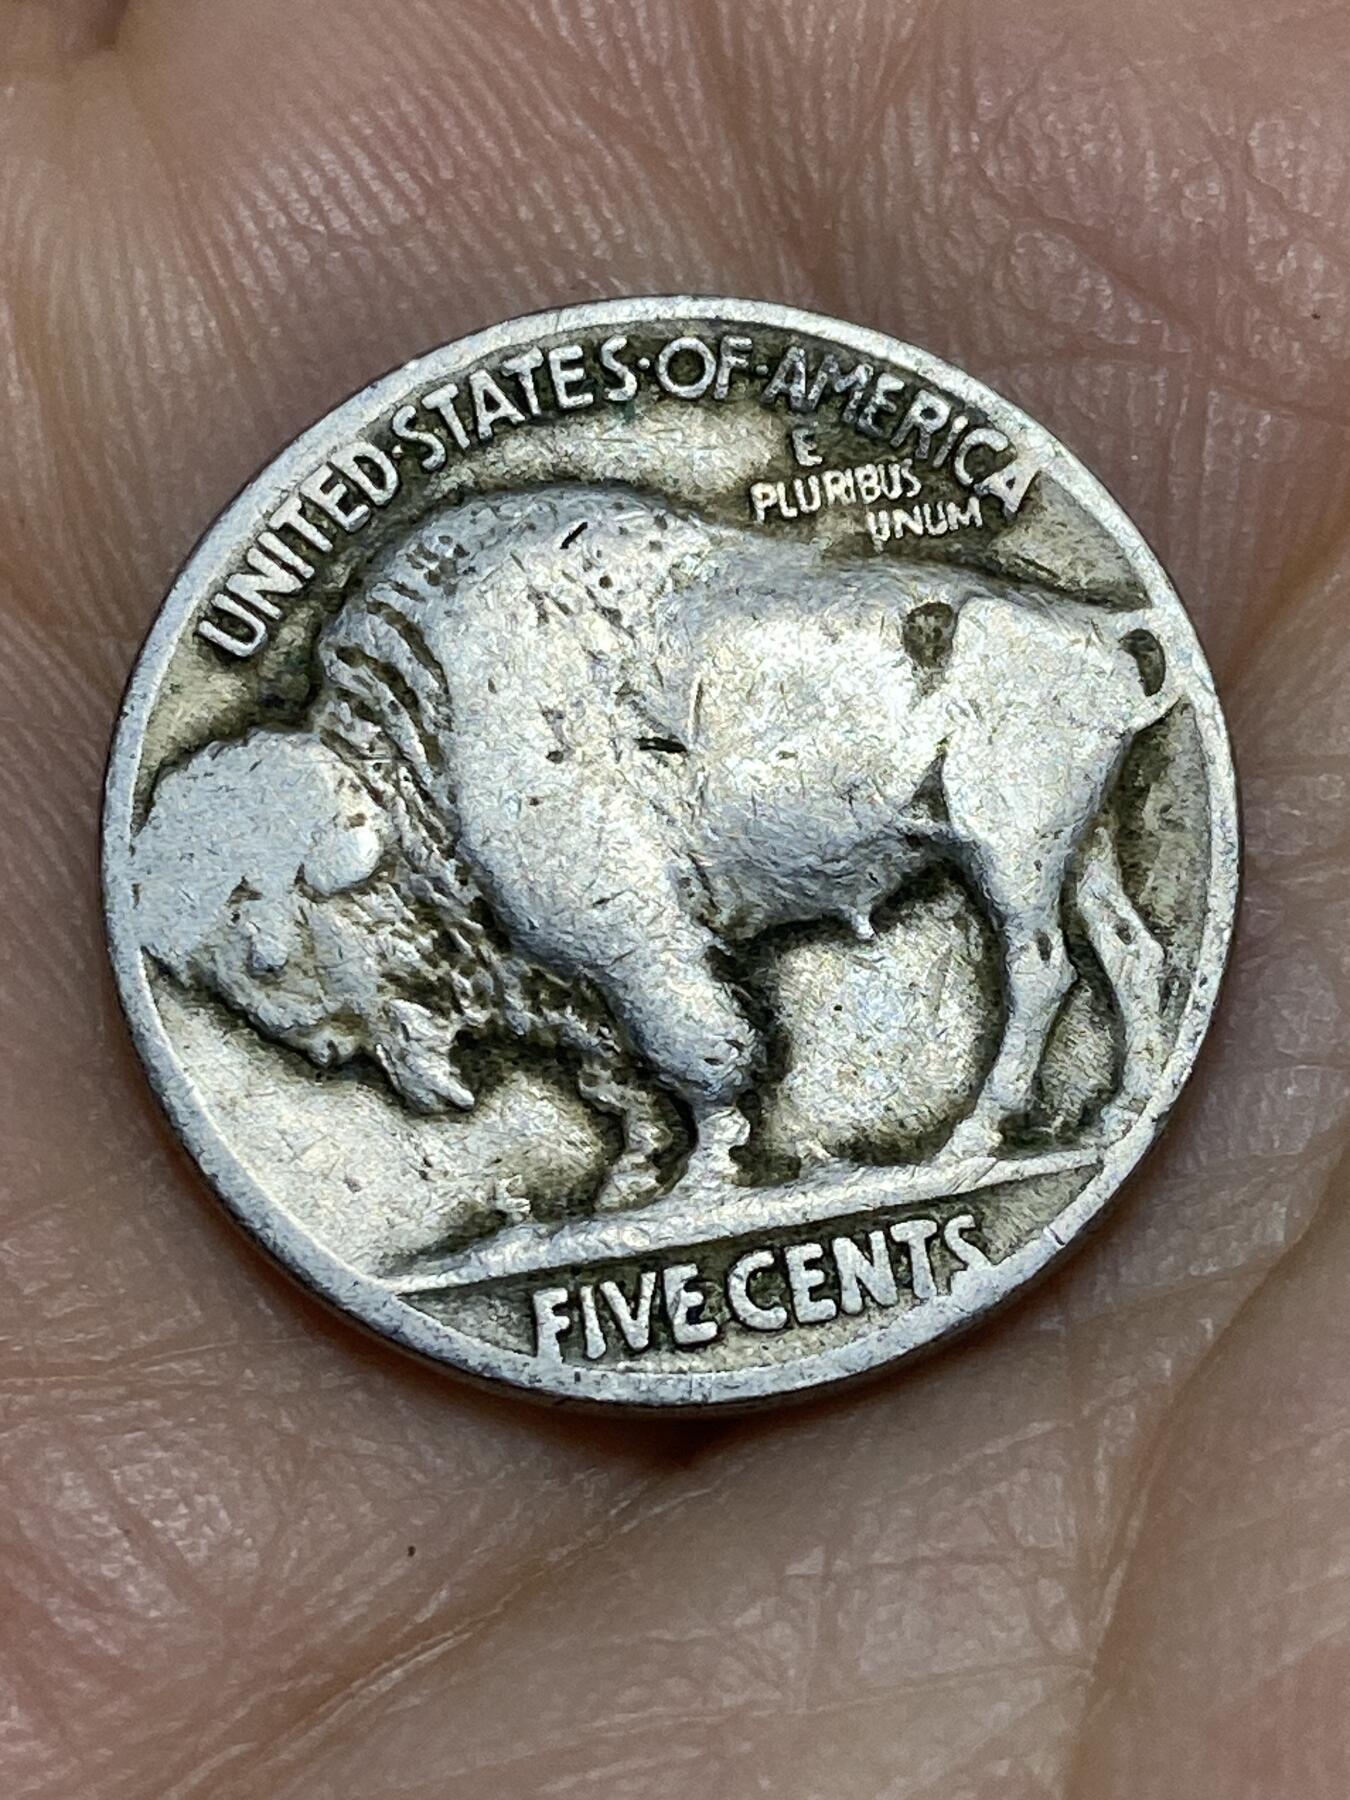 UNITED·STATES·OF·AMERICA
E
PLURIBUS
UNUM
FIVE CENTS